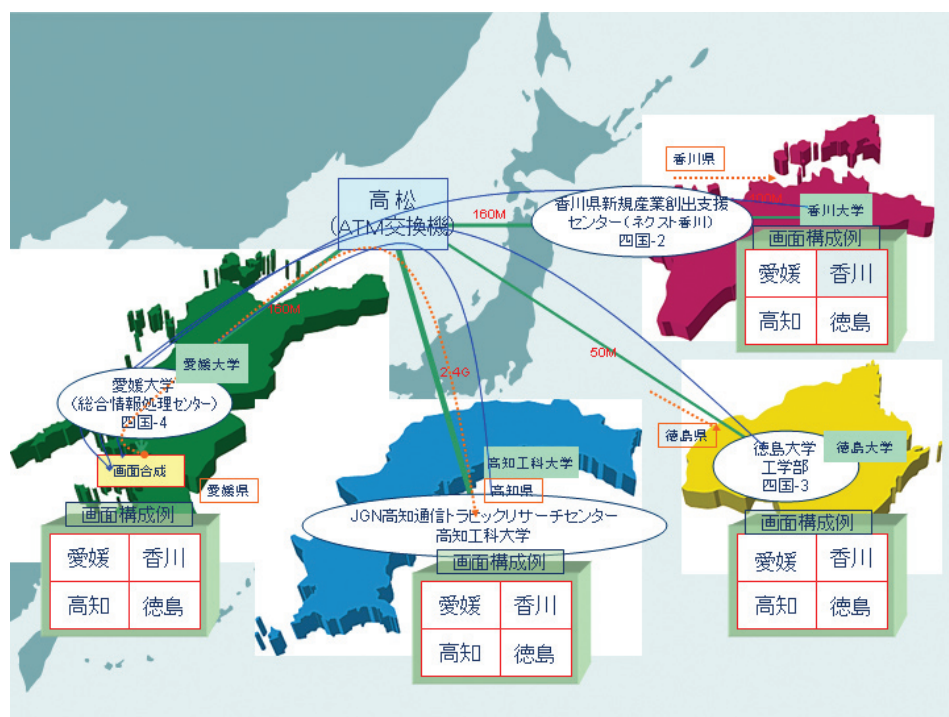 高松
(ATM交換機)
160M
香川県
香川県新規産業創出支援
センター(ネクスト香川)
四国-2
香川大学
画面構成例
愛媛 香川
高知 徳島
160M
愛媛大学
愛媛大学
(総合情報処理センター)
四国-4
画面合成
愛媛県
画面構成例
愛媛 香川
高知 徳島
2.4G
高知工科大学
高知県
JGN高知通信トラヒックリサーチセンター
高知工科大学
画面構成例
愛媛 香川
高知 徳島
50M
徳島県
徳島大学
工学部
四国-3
徳島大学
画面構成例
愛媛 香川
高知 徳島